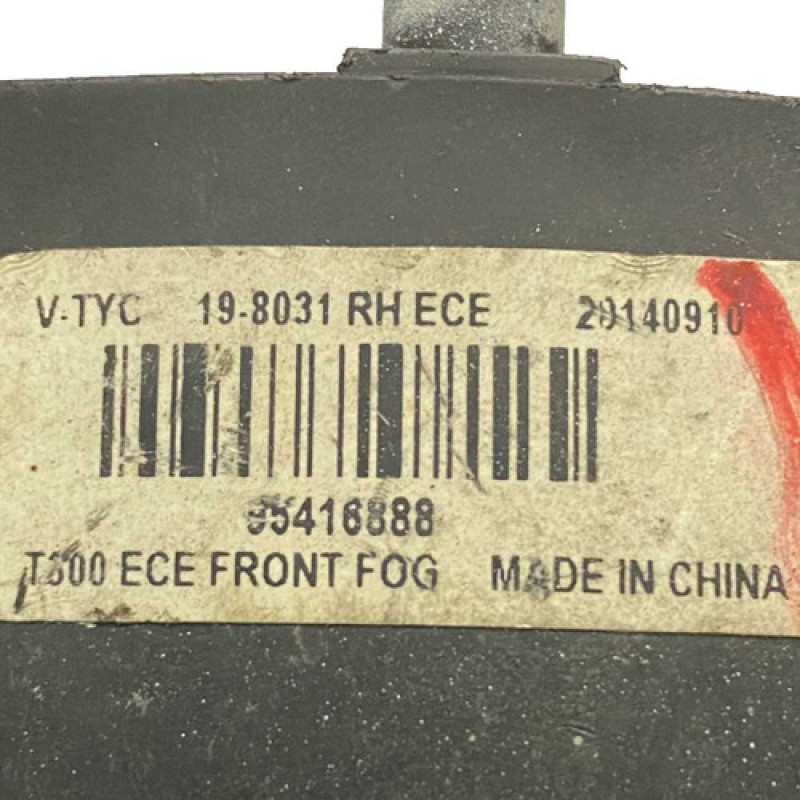 V-TYC 19-8031 RH ECE 20140910
95416888
T300 ECE FRONT FOG MADE IN CHINA